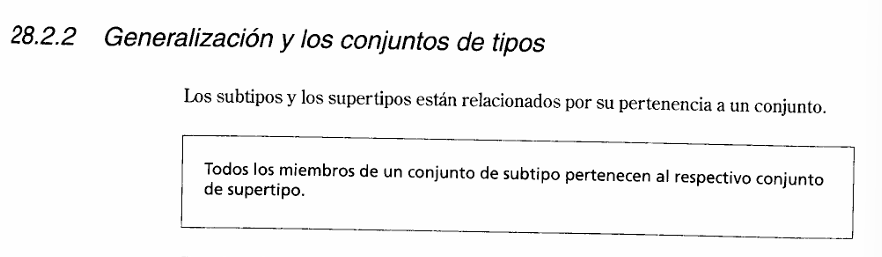 28.2.2 Generalización y los conjuntos de tipos
Los subtipos y los supertipos están relacionados por su pertenencia a un conjunto.
Todos los miembros de un conjunto de subtipo pertenecen al respectivo conjunto
de supertipo.